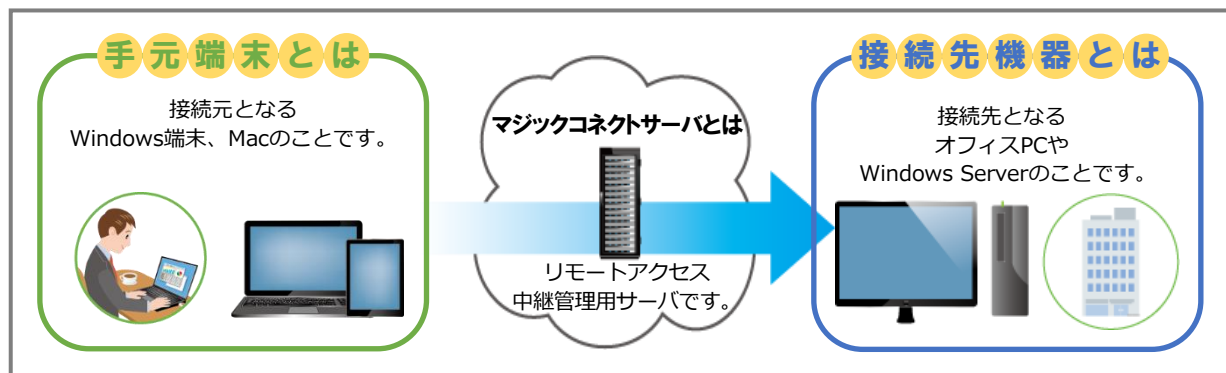 手元端末とは
接続元となる
Windows端末、Macのことです。
マジックコネクトサーバとは
リモートアクセス
中継管理用サーバです。
接続先機器とは
接続先となる
オフィスPCや
Windows Serverのことです。